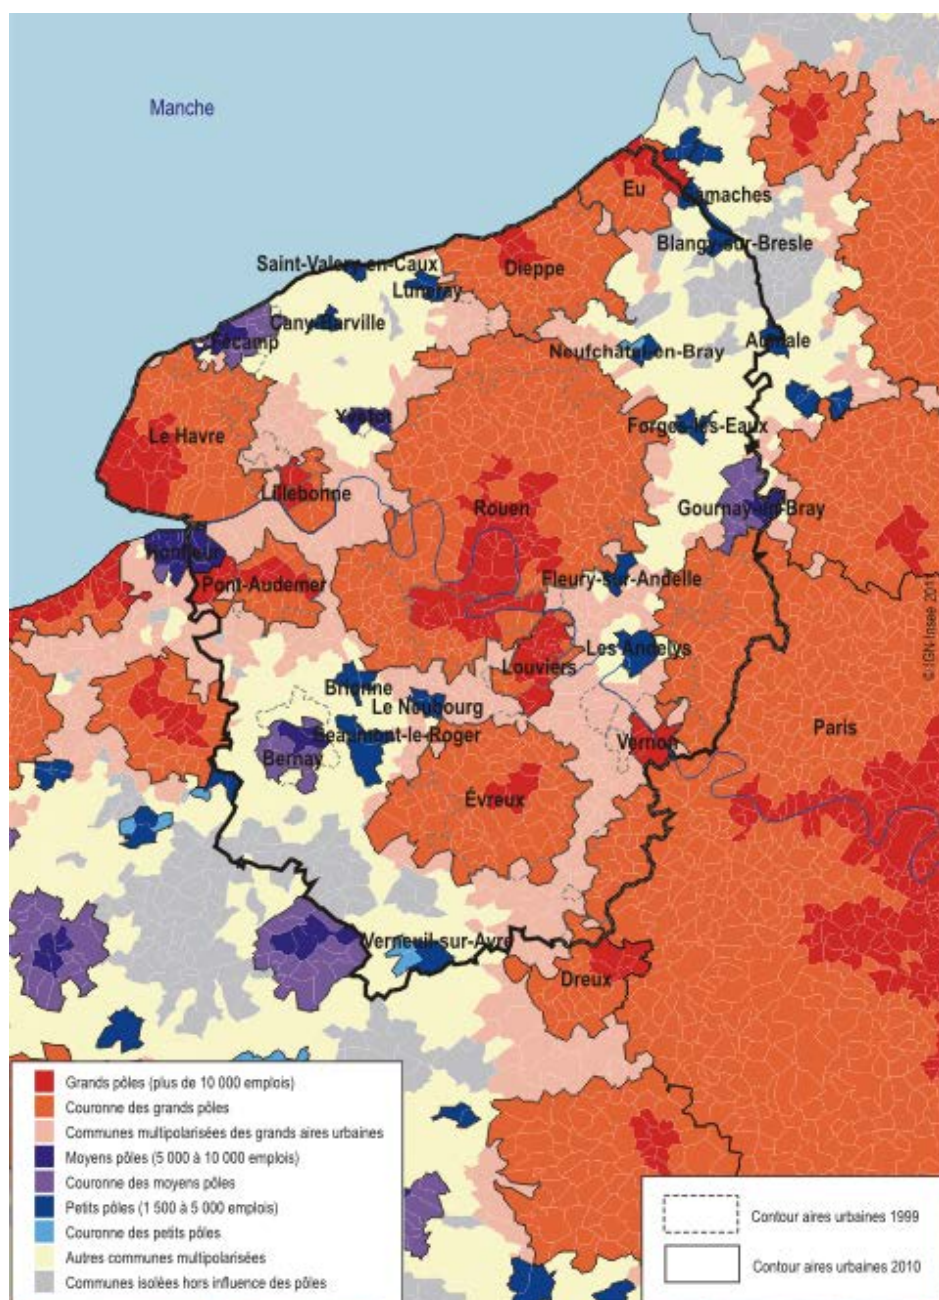 Manche
Eu
Gamaches
Blangy-sur-Bresle
Dieppe
Saint-Valery-en-Caux
Luneray
Cany-Barville
Fécamp
Neufchâtel-en-Bray
Aumale
Yvetot
Forges-les-Eaux
Le Havre
Lillebonne
Rouen
Gournay-en-Bray
Honfleur
Pont-Audemer
Fleury-sur-Andelle
Les Andelys
Louviers
Brionne
Le Neubourg
Beaumont-le-Roger
Bernay
Vernon
Paris
Évreux
Verneuil-sur-Avre
Dreux
Grands pôles (plus de 10 000 emplois)
Couronne des grands pôles
Communes multipolarisées des grands aires urbaines
Moyens pôles (5 000 à 10 000 emplois)
Couronne des moyens pôles
Petits pôles (1 500 à 5 000 emplois)
Couronne des petits pôles
Autres communes multipolarisées
Communes isolées hors influence des pôles
Contour aires urbaines 1999
Contour aires urbaines 2010
© IGN-Insee